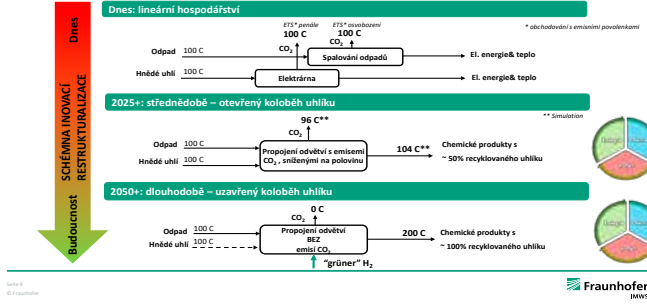 Dnes: lineární hospodářství
* obchodování s emisními povolenkami
ETS* penále
100 C
CO2
ETS* osvobození
100 C
CO2
Odpad
100 C
Spalování odpadů
El. energie& teplo
Hnědé uhlí
100 C
Elektrárna
El. energie& teplo
2025+: střednědobě – otevřený koloběh uhlíku
** Simulation
96 C**
CO2
Odpad
100 C
Hnědé uhlí
100 C
Propojení odvětví s emisemi
CO2 , sníženými na polovinu
104 C**
Chemické produkty s
~ 50% recyklovaného uhlíku
2050+: dlouhodobě – uzavřený koloběh uhlíku
0 C
CO2
Odpad
100 C
Hnědé uhlí
100 C
Propojení odvětví
BEZ
emisí CO2
200 C
Chemické produkty s
~ 100% recyklovaného uhlíku
"grüner" H2
Dnes
SCHÉMNA INOVACÍ
RESTRUKTURALIZACE
Budoucnost
Seite 9
© Fraunhofer
Fraunhofer
IMWS